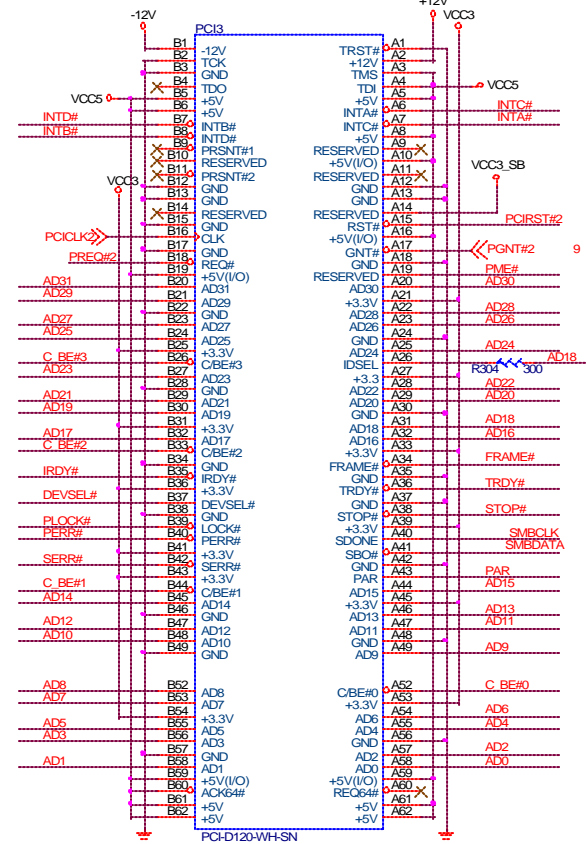 -12V +12V
VCC3
PCI3
B1 -12V TRST# A1
B2 TCK +12V A2
B3 GND TMS A3
B4 TDO TDI A4 VCC5
VCC5 B5 +5V +5V A5
B6 +5V INTA# A6 INTC#
INTD# B7 INTB# INTC# A7 INTA#
INTB# B8 INTD# +5V A8
B9 PRSNT#1 RESERVED A9
B10 RESERVED +5V(I/O) A10
B11 PRSNT#2 RESERVED A11 VCC3_SB
VCC3 B12 GND GND A12
B13 GND GND A13
B14 RESERVED RESERVED A14
B15 GND RST# A15 PCIRST#2
PCICLK2 B16 CLK +5V(I/O) A16
B17 GND GNT# A17 PGNT#2 9
PREQ#2 B18 REQ# GND A18
B19 +5V(I/O) RESERVED A19 PME#
AD31 B20 AD31 AD30 A20 AD30
AD29 B21 AD29 +3.3V A21
B22 GND AD28 A22 AD28
AD27 B23 AD27 AD26 A23 AD26
AD25 B24 AD25 GND A24
B25 +3.3V AD24 A25 AD24
C_BE#3 B26 C/BE#3 IDSEL A26 R304 300 AD18
AD23 B27 AD23 +3.3 A27
B28 GND AD22 A28 AD22
AD21 B29 AD21 AD20 A29 AD20
AD19 B30 AD19 GND A30
B31 +3.3V AD18 A31 AD18
AD17 B32 AD17 AD16 A32 AD16
C_BE#2 B33 C/BE#2 +3.3V A33
B34 GND FRAME# A34 FRAME#
IRDY# B35 IRDY# GND A35
B36 +3.3V TRDY# A36 TRDY#
DEVSEL# B37 DEVSEL# GND A37
B38 GND STOP# A38 STOP#
PLOCK# B39 LOCK# +3.3V A39
PERR# B40 PERR# SDONE A40 SMBCLK
B41 +3.3V SBO# A41 SMBDATA
SERR# B42 SERR# GND A42
B43 +3.3V PAR A43 PAR
C_BE#1 B44 C/BE#1 AD15 A44 AD15
AD14 B45 AD14 +3.3V A45
B46 GND AD13 A46 AD13
AD12 B47 AD12 AD11 A47 AD11
AD10 B48 AD10 GND A48
B49 GND AD9 A49 AD9
AD8 B52 AD8 C/BE#0 A52 C_BE#0
AD7 B53 AD7 +3.3V A53
B54 +3.3V AD6 A54 AD6
AD5 B55 AD5 AD4 A55 AD4
AD3 B56 AD3 GND A56
B57 GND AD2 A57 AD2
AD1 B58 AD1 AD0 A58 AD0
B59 +5V(I/O) +5V(I/O) A59
B60 ACK64# REQ64# A60
B61 +5V +5V A61
B62 +5V +5V A62
PCI-D120-WH-SN